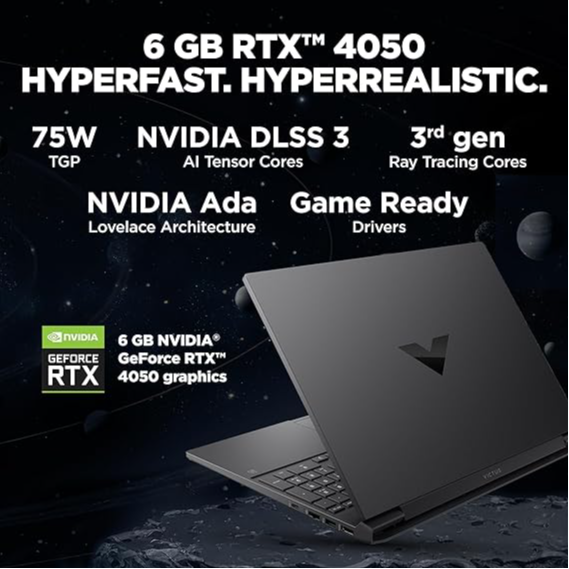 6 GB RTX™ 4050
HYPERFAST. HYPERREALISTIC.
75W
TGP
NVIDIA DLSS 3
AI Tensor Cores
3rd gen
Ray Tracing Cores
NVIDIA Ada
Lovelace Architecture
Game Ready
Drivers
NVIDIA
GEFORCE
RTX
6 GB NVIDIA®
GeForce RTX™
4050 graphics
VICTUS